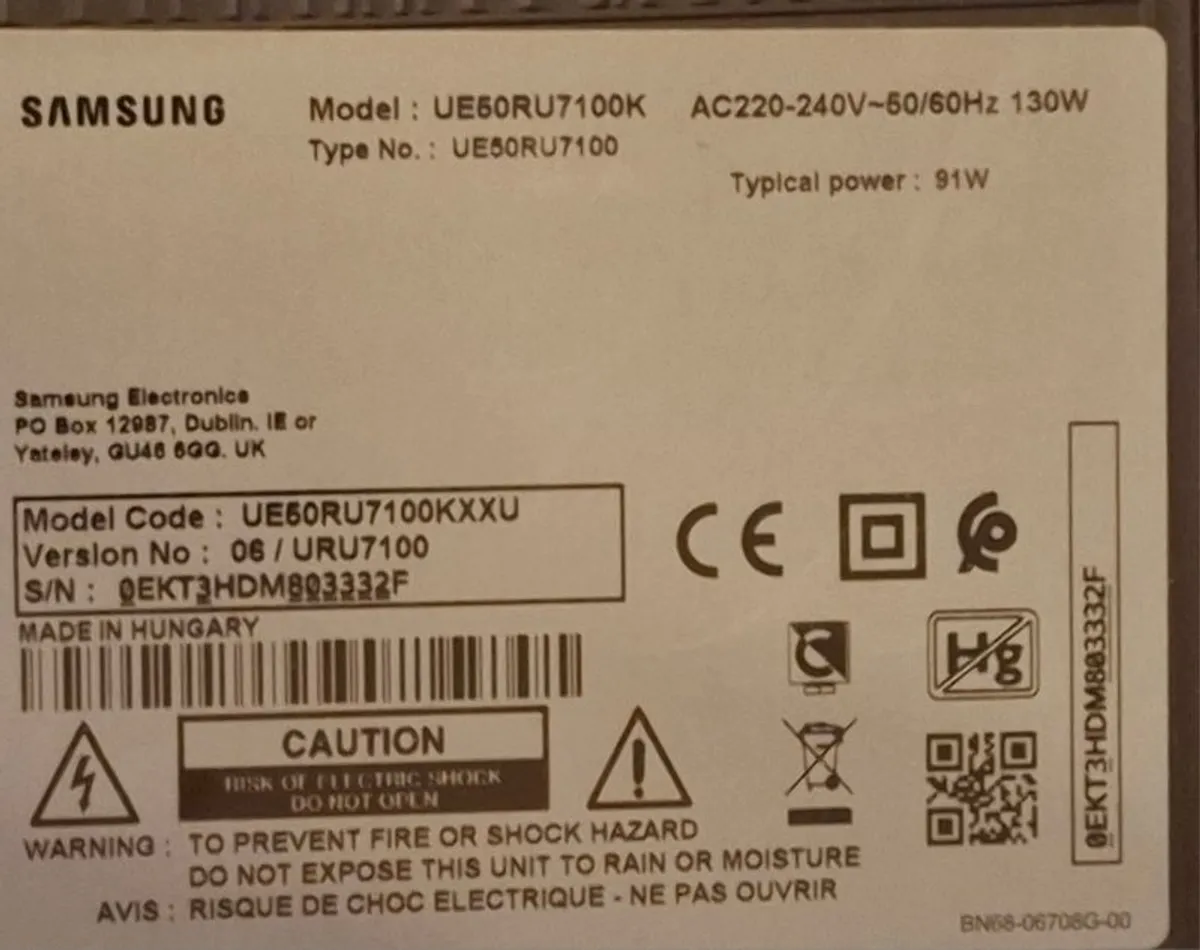 SAMSUNG
Model : UE50RU7100K
AC220-240V~50/60Hz 130W
Type No. : UE50RU7100
Typical power : 91W
Samsung Electronics
PO Box 12987, Dublin. IE or
Yateley, GU46 6GG. UK
Model Code : UE50RU7100KXXU
Version No : 06 / URU7100
S/N : 0EKT3HDM803332F
MADE IN HUNGARY
CE
Hg
0EKT3HDM803332F
CAUTION
RISK OF ELECTRIC SHOCK
DO NOT OPEN
WARNING : TO PREVENT FIRE OR SHOCK HAZARD
DO NOT EXPOSE THIS UNIT TO RAIN OR MOISTURE
AVIS : RISQUE DE CHOC ELECTRIQUE - NE PAS OUVRIR
BN68-06708G-00